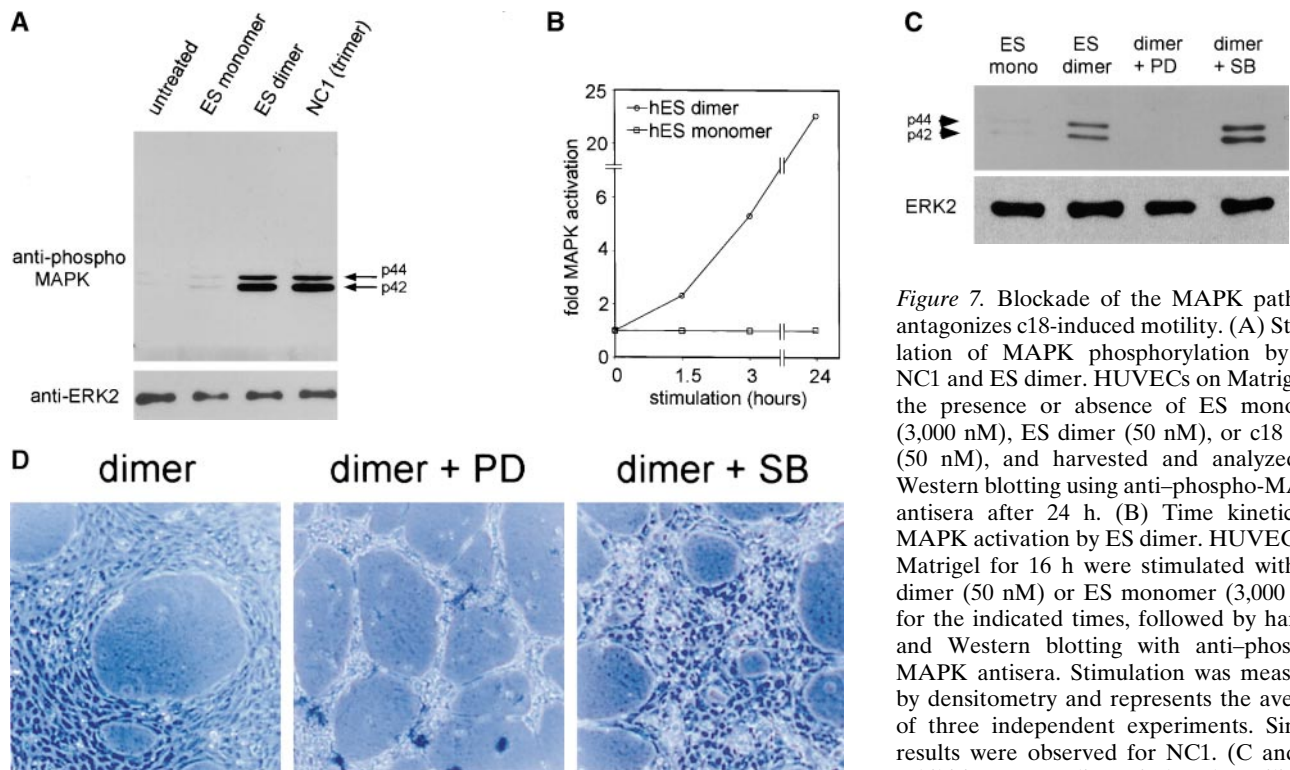 A
untreated
ES monomer
ES dimer
NC1 (trimer)
anti-phospho
MAPK
p44
p42
anti-ERK2
B
hES dimer
hES monomer
fold MAPK activation
25
20
6
4
2
0
0 1.5 3 24
stimulation (hours)
C
ES mono
ES dimer
dimer + PD
dimer + SB
p44
p42
ERK2
D
dimer
dimer + PD
dimer + SB
Figure 7. Blockade of the MAPK path
antagonizes c18-induced motility. (A) St
lation of MAPK phosphorylation by
NC1 and ES dimer. HUVECs on Matrig
the presence or absence of ES mono
(3,000 nM), ES dimer (50 nM), or c18
(50 nM), and harvested and analyzed
Western blotting using anti–phospho-MA
antisera after 24 h. (B) Time kinetic
MAPK activation by ES dimer. HUVEC
Matrigel for 16 h were stimulated with
dimer (50 nM) or ES monomer (3,000
for the indicated times, followed by har
and Western blotting with anti–phos
MAPK antisera. Stimulation was meas
by densitometry and represents the ave
of three independent experiments. Sin
results were observed for NC1. (C and